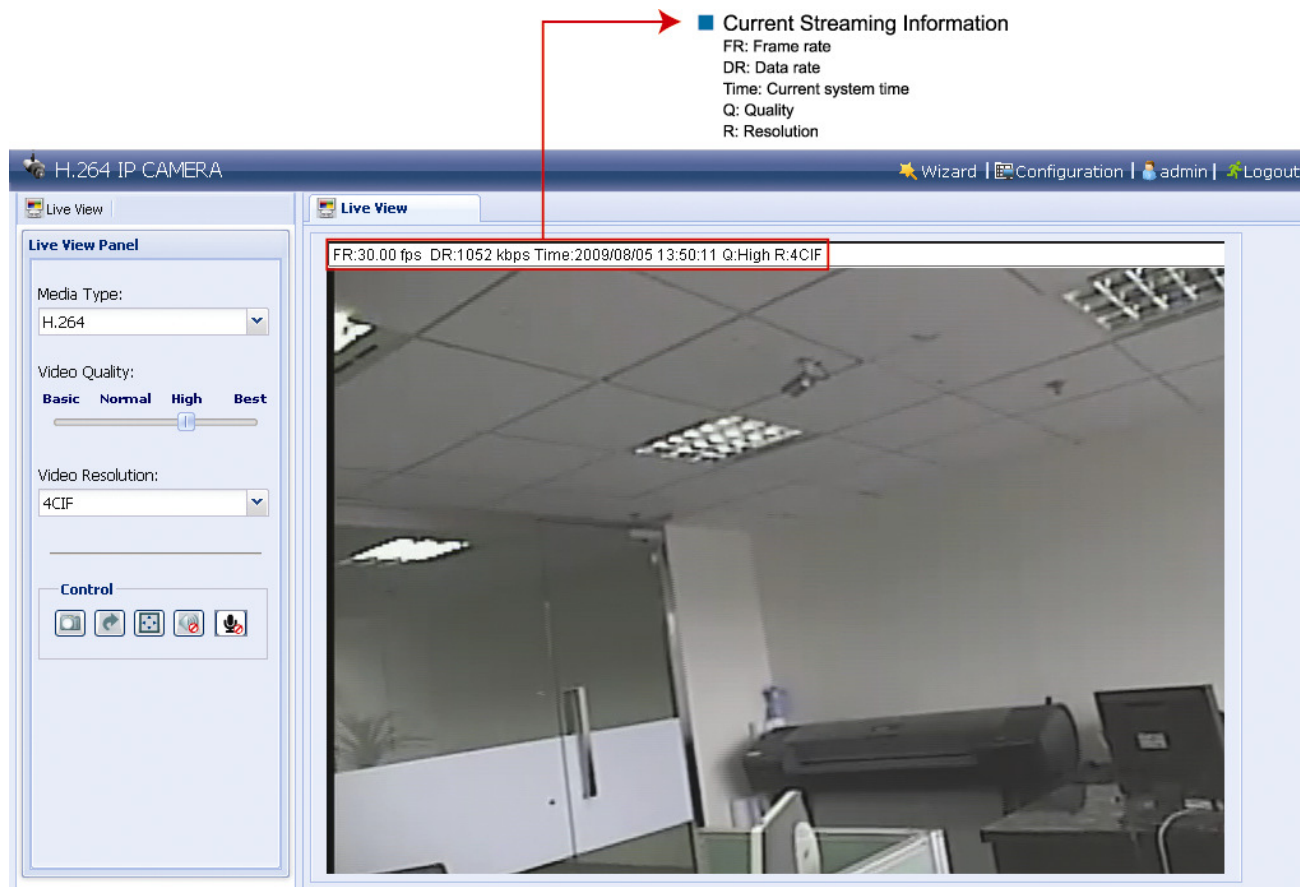 Current Streaming Information
FR: Frame rate
DR: Data rate
Time: Current system time
Q: Quality
R: Resolution
H.264 IP CAMERA
Wizard | Configuration | admin | Logout
Live View
Live View
Live View Panel
FR:30.00 fps DR:1052 kbps Time:2009/08/05 13:50:11 Q:High R:4CIF
Media Type:
H.264
Video Quality:
Basic Normal High Best
Video Resolution:
4CIF
Control